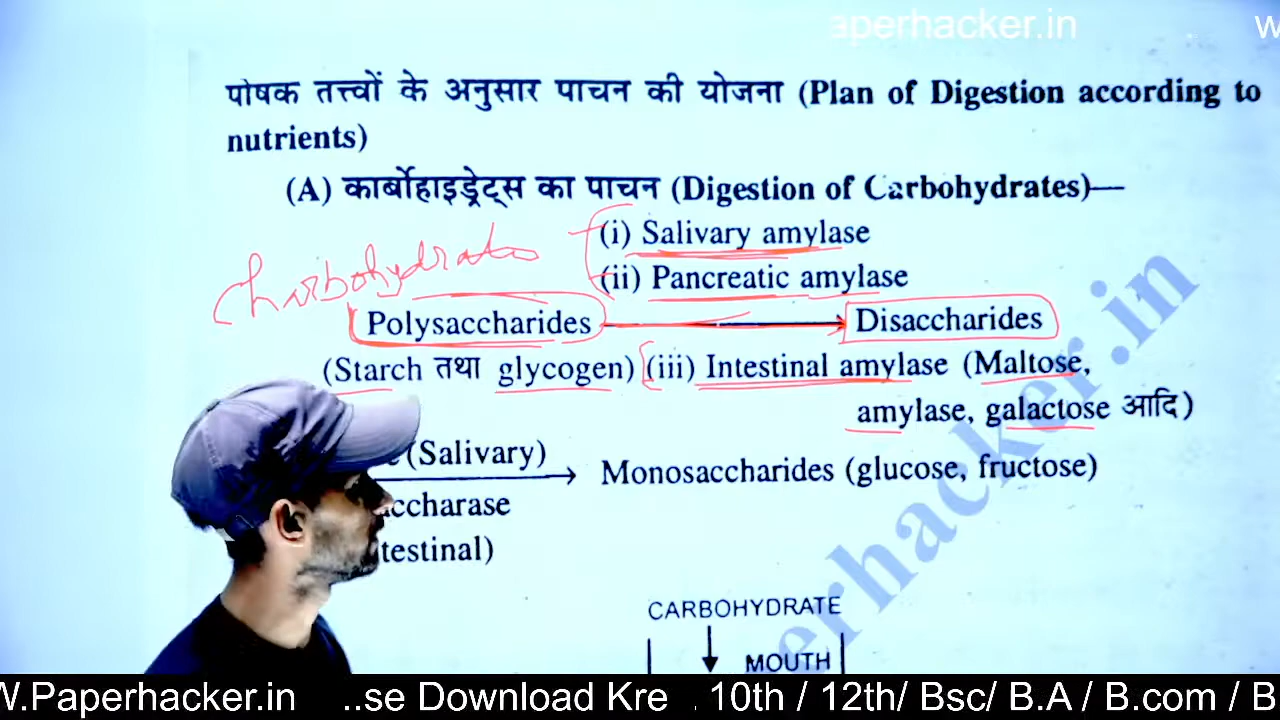 aperhacker.in
W
पोषक तत्त्वों के अनुसार पाचन की योजना (Plan of Digestion according to
nutrients)
(A) कार्बोहाइड्रेट्स का पाचन (Digestion of Carbohydrates)—
(i) Salivary amylase
Charbohydrates
(ii) Pancreatic amylase
Polysaccharides Disaccharides
(Starch तथा glycogen) (iii) Intestinal amylase (Maltose,
amylase, galactose आदि)
(Salivary)
Monosaccharides (glucose, fructose)
ccharase
testinal)
CARBOHYDRATE
MOUTH
erhacker.in
W.Paperhacker.in ..se Download Kre . 10th / 12th/ Bsc/ B.A / B.com / B